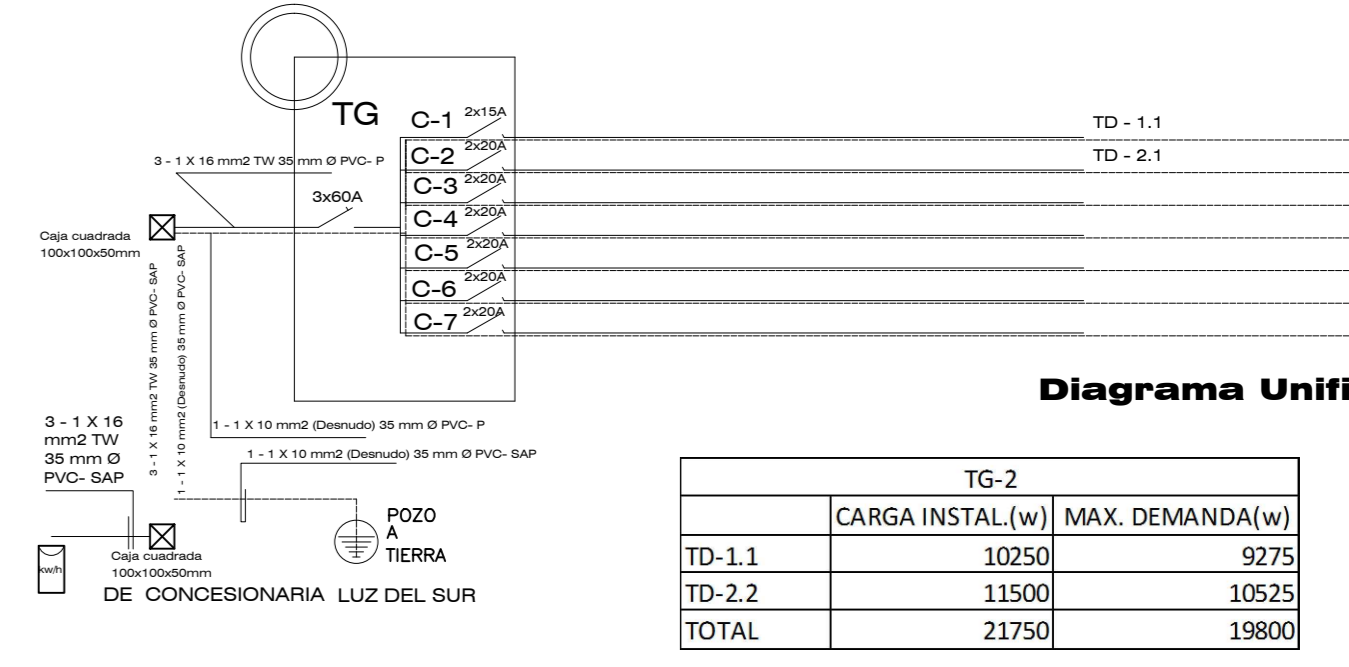 TG
C-1 2x15A
TD - 1.1
C-2 2x20A
TD - 2.1
C-3 2x20A
C-4 2x20A
C-5 2x20A
C-6 2x20A
C-7 2x20A
3 - 1 X 16 mm2 TW 35 mm Ø PVC- P
3x60A
Caja cuadrada
100x100x50mm
3 - 1 X 16 mm2 TW 35 mm Ø PVC- SAP
1 - 1 X 10 mm2 (Desnudo) 35 mm Ø PVC- SAP
1 - 1 X 10 mm2 (Desnudo) 35 mm Ø PVC- P
1 - 1 X 10 mm2 (Desnudo) 35 mm Ø PVC- SAP
3 - 1 X 16
mm2 TW
35 mm Ø
PVC- SAP
POZO
A
TIERRA
kw/h
Caja cuadrada
100x100x50mm
DE CONCESIONARIA LUZ DEL SUR
Diagrama Unifi
TG-2
CARGA INSTAL.(w) MAX. DEMANDA(w)
TD-1.1 10250 9275
TD-2.2 11500 10525
TOTAL 21750 19800